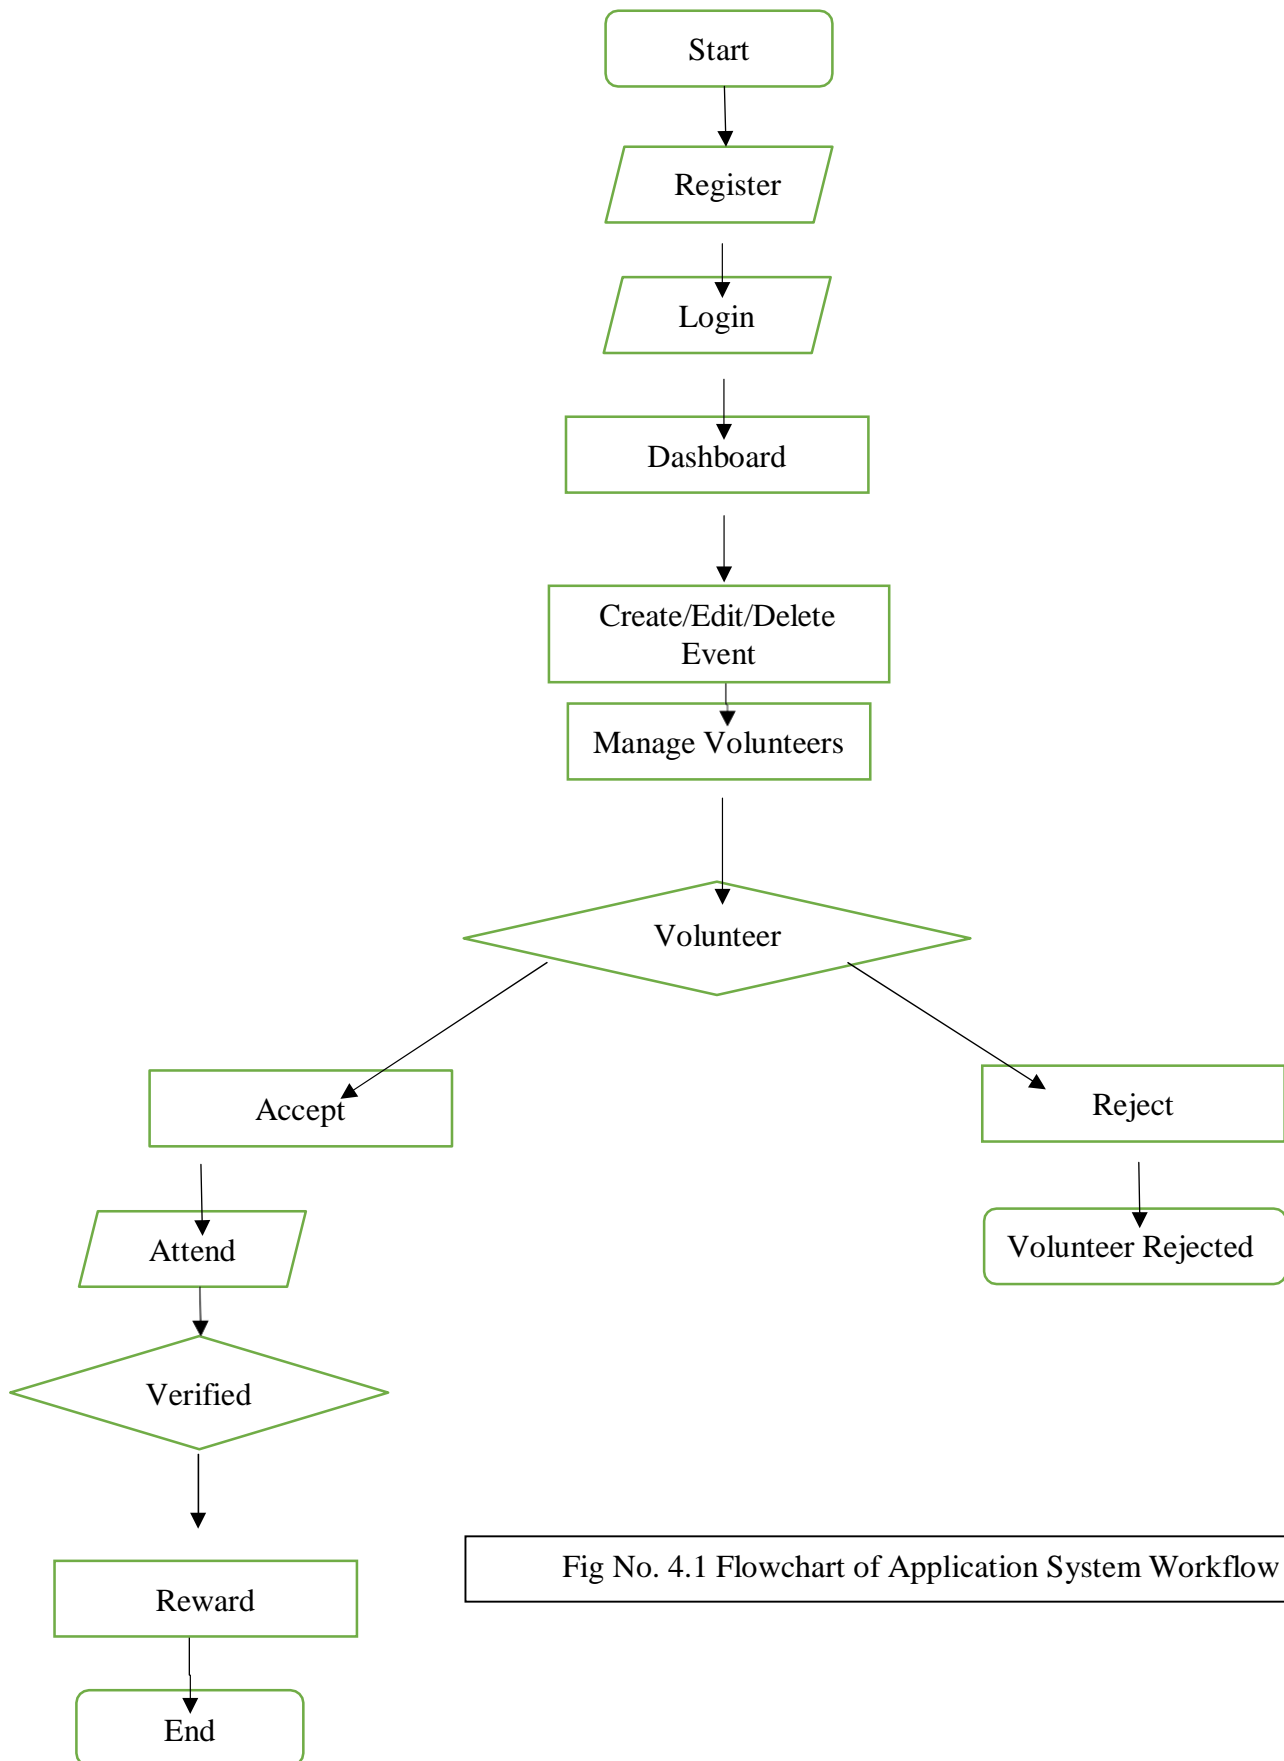 Start
Register
Login
Dashboard
Create/Edit/Delete
Event
Manage Volunteers
Volunteer
Accept
Reject
Attend
Volunteer Rejected
Verified
Fig No. 4.1 Flowchart of Application System Workflow
Reward
End